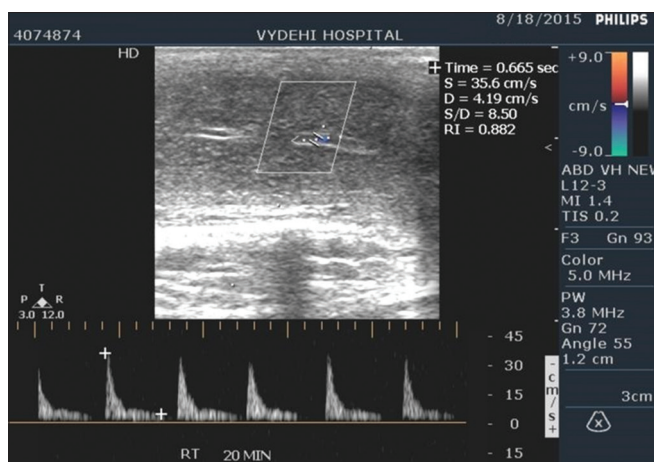 8/18/2015 PHILIPS
4074874 VYDEHI HOSPITAL
HD
Time = 0.665 sec
S = 35.6 cm/s
D = 4.19 cm/s
S/D = 8.50
RI = 0.882
+9.0
cm/s
-9.0
<
ABD VH NEW
L12-3
MI 1.4
TIS 0.2
F3 Gn 93
Color
5.0 MHz
PW
3.8 MHz
Gn 72
Angle 55
1.2 cm
3cm
T
P R
3.0 12.0
- 45
- 30
- 15
- 0
- 15
- cm/s +
RT 20 MIN